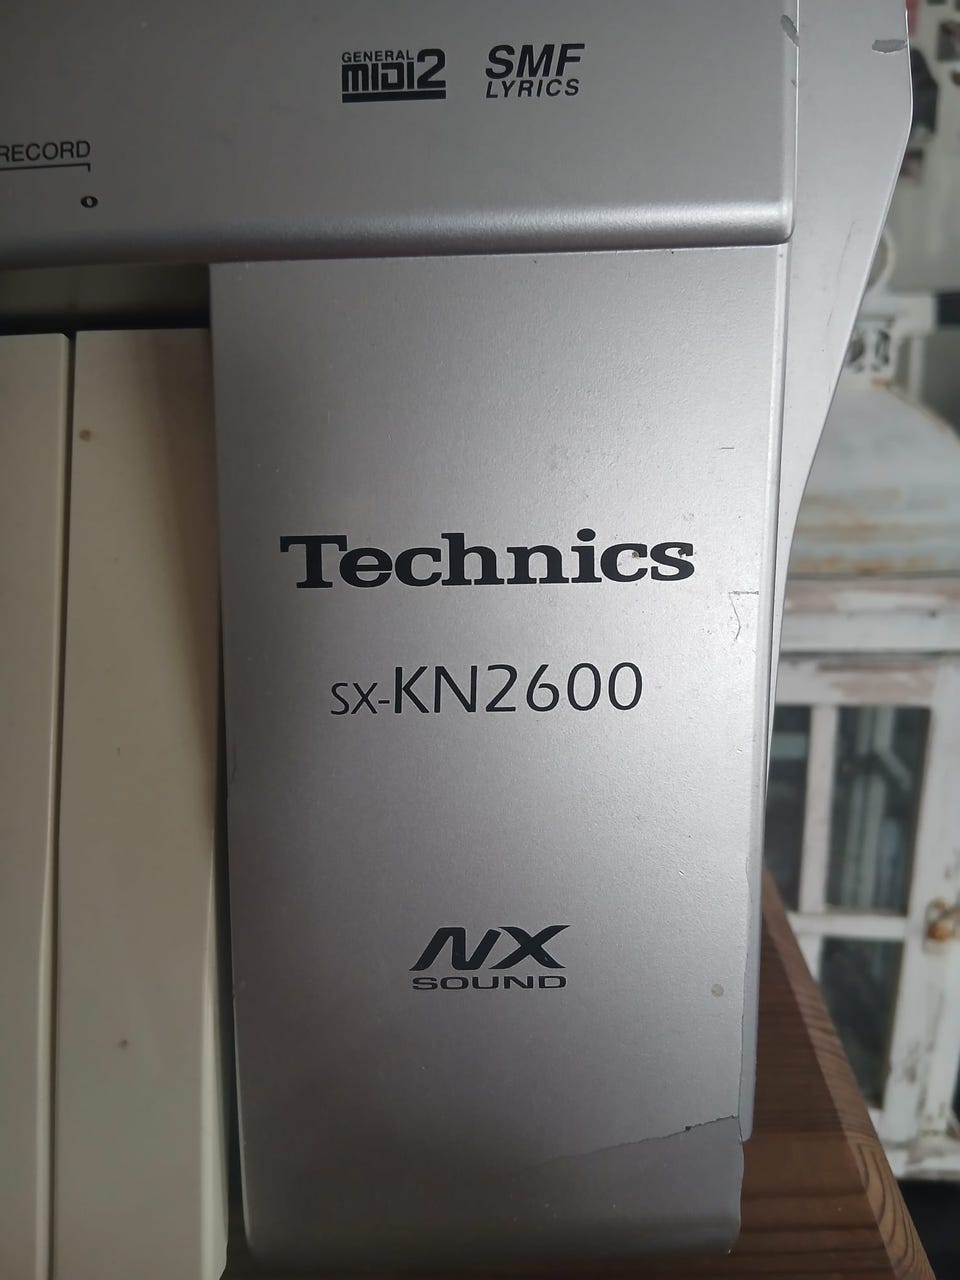 GENERAL
MIDI2
SMF
LYRICS
RECORD
Technics
SX-KN2600
NX
SOUND